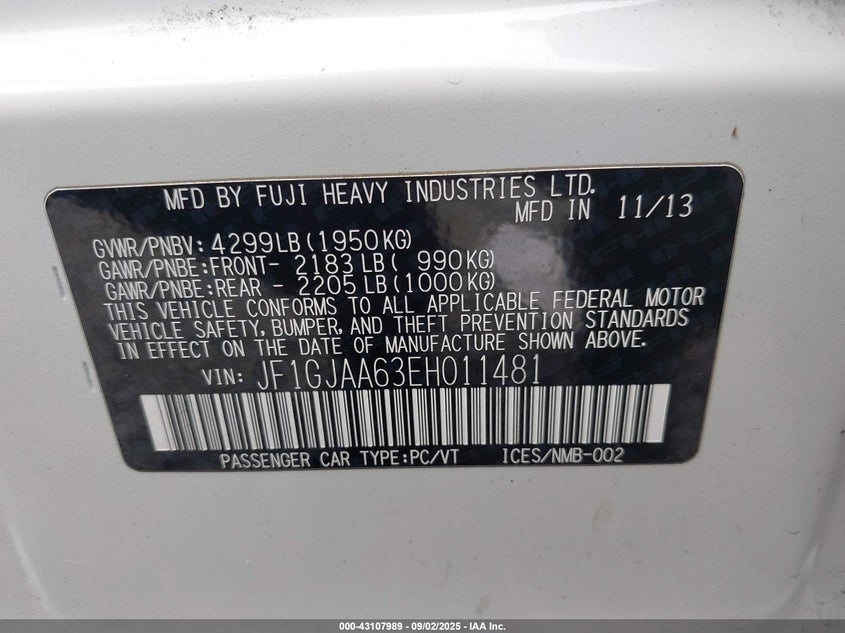 MFD BY FUJI HEAVY INDUSTRIES LTD.
MFD IN 11/13
GVWR/PNBV: 4299LB(1950KG)
GAWR/PNBE:FRONT- 2183 LB( 990KG)
GAWR/PNBE:REAR - 2205 LB(1000KG)
THIS VEHICLE CONFORMS TO ALL APPLICABLE FEDERAL MOTOR
VEHICLE SAFETY, BUMPER, AND THEFT PREVENTION STANDARDS
IN EFFECT ON THE DATE OF MANUFACTURE SHOWN ABOVE.
VIN: JF1GJAA63EH011481
PASSENGER CAR TYPE:PC/VT ICES/NMB-002
000-43107989 - 09/02/2025 - IAA Inc.